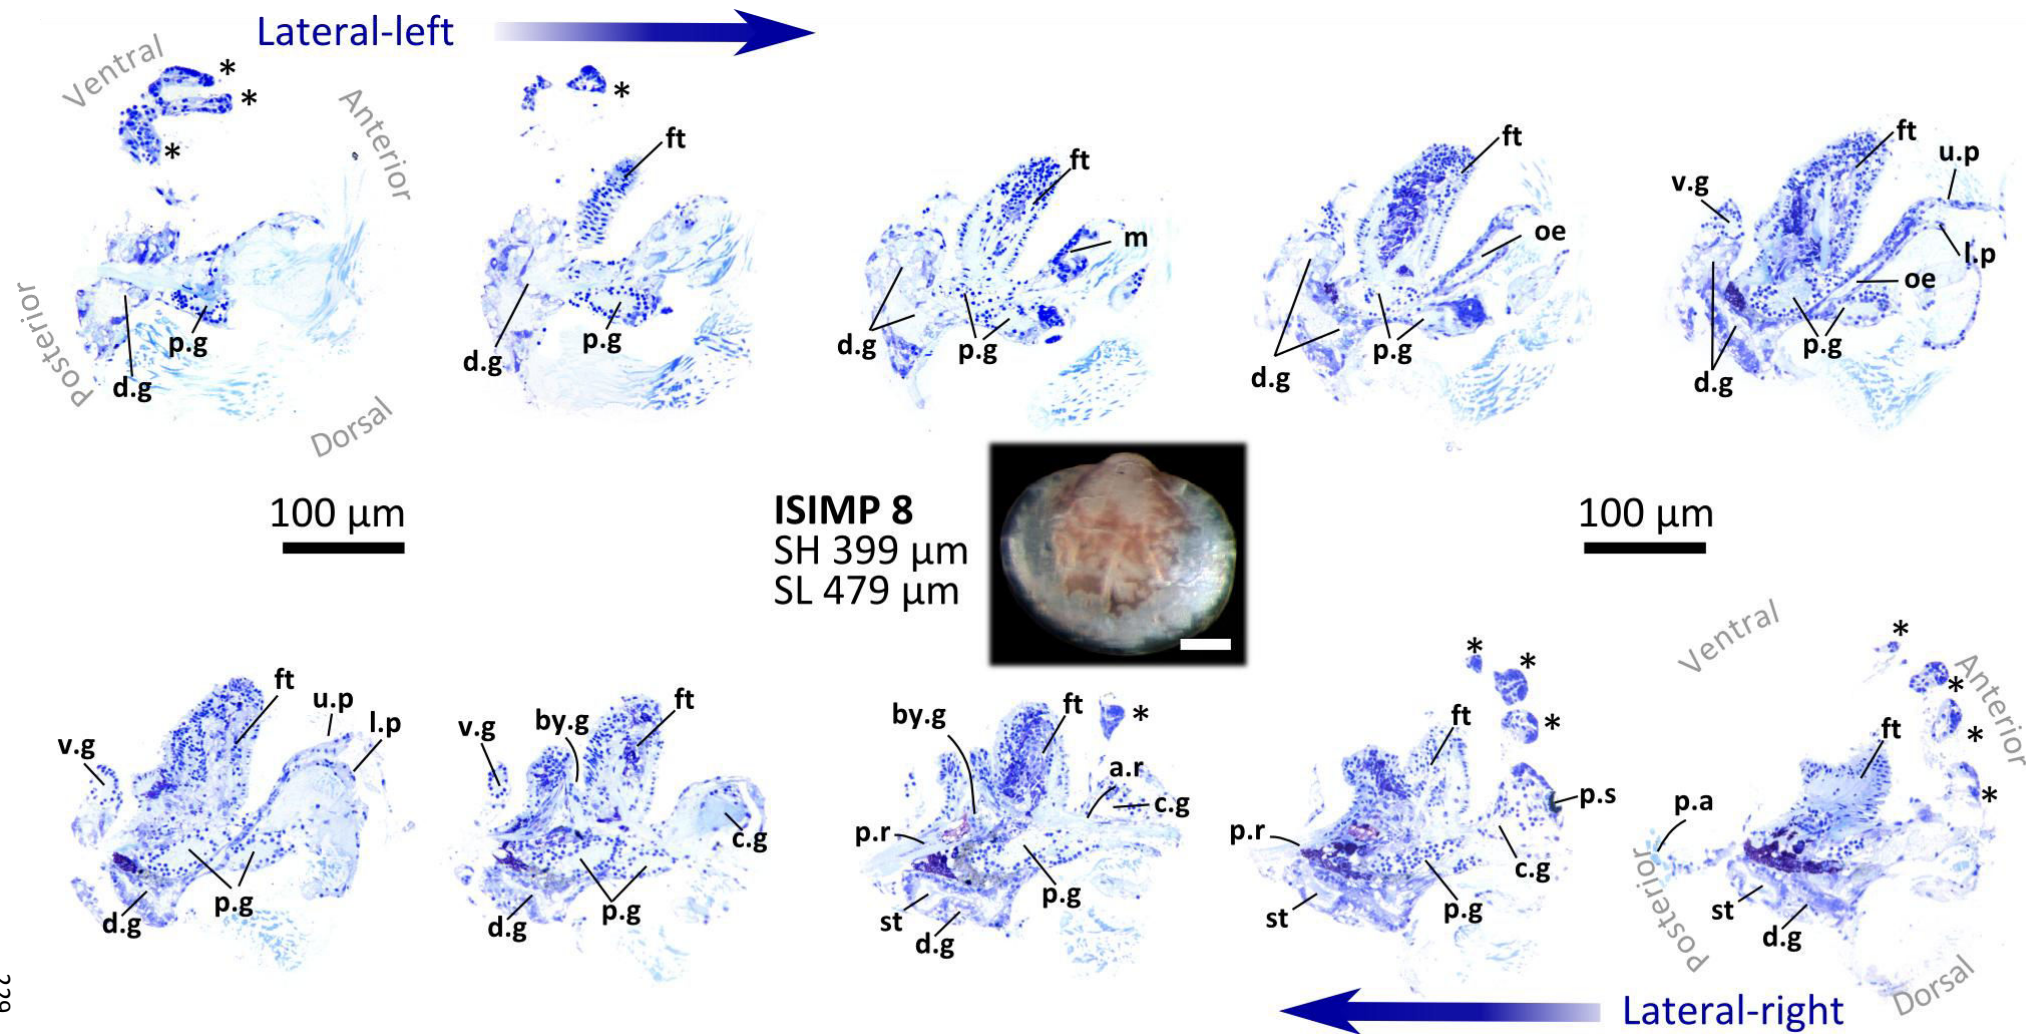 Lateral-left
Ventral
Anterior
Posterior
Dorsal
*
*
*
d.g
p.g
*
ft
d.g
p.g
ft
m
d.g
p.g
ft
oe
d.g
p.g
ft
u.p
v.g
l.p
oe
p.g
d.g
100 µm
ISIMP 8
SH 399 µm
SL 479 µm
100 µm
ft
u.p
l.p
v.g
p.g
d.g
ft
by.g
v.g
c.g
p.g
d.g
by.g
ft
*
a.r
c.g
p.r
p.g
st
d.g
*
*
*
ft
p.s
p.r
c.g
p.g
st
Ventral
Anterior
*
*
*
*
ft
p.a
Posterior
st
d.g
Dorsal
Lateral-right
229